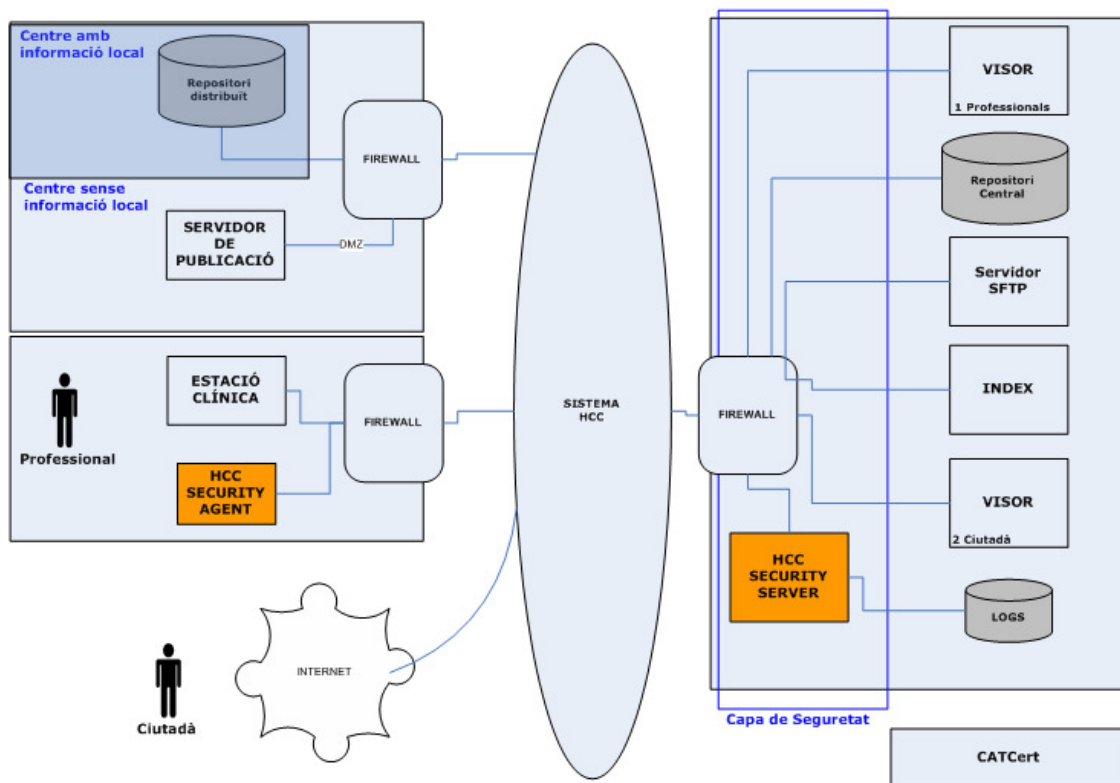 Centre amb
informació local
Repositori
distribuït
FIREWALL
Centre sense
informació local
SERVIDOR
DE
PUBLICACIÓ
DMZ
Professional
ESTACIÓ
CLÍNICA
HCC
SECURITY
AGENT
FIREWALL
Ciutadà
INTERNET
SISTEMA
HCC
FIREWALL
HCC
SECURITY
SERVER
Capa de Seguretat
VISOR
1 Professionals
Repositori
Central
Servidor
SFTP
INDEX
VISOR
2 Ciutadà
LOGS
CATCert